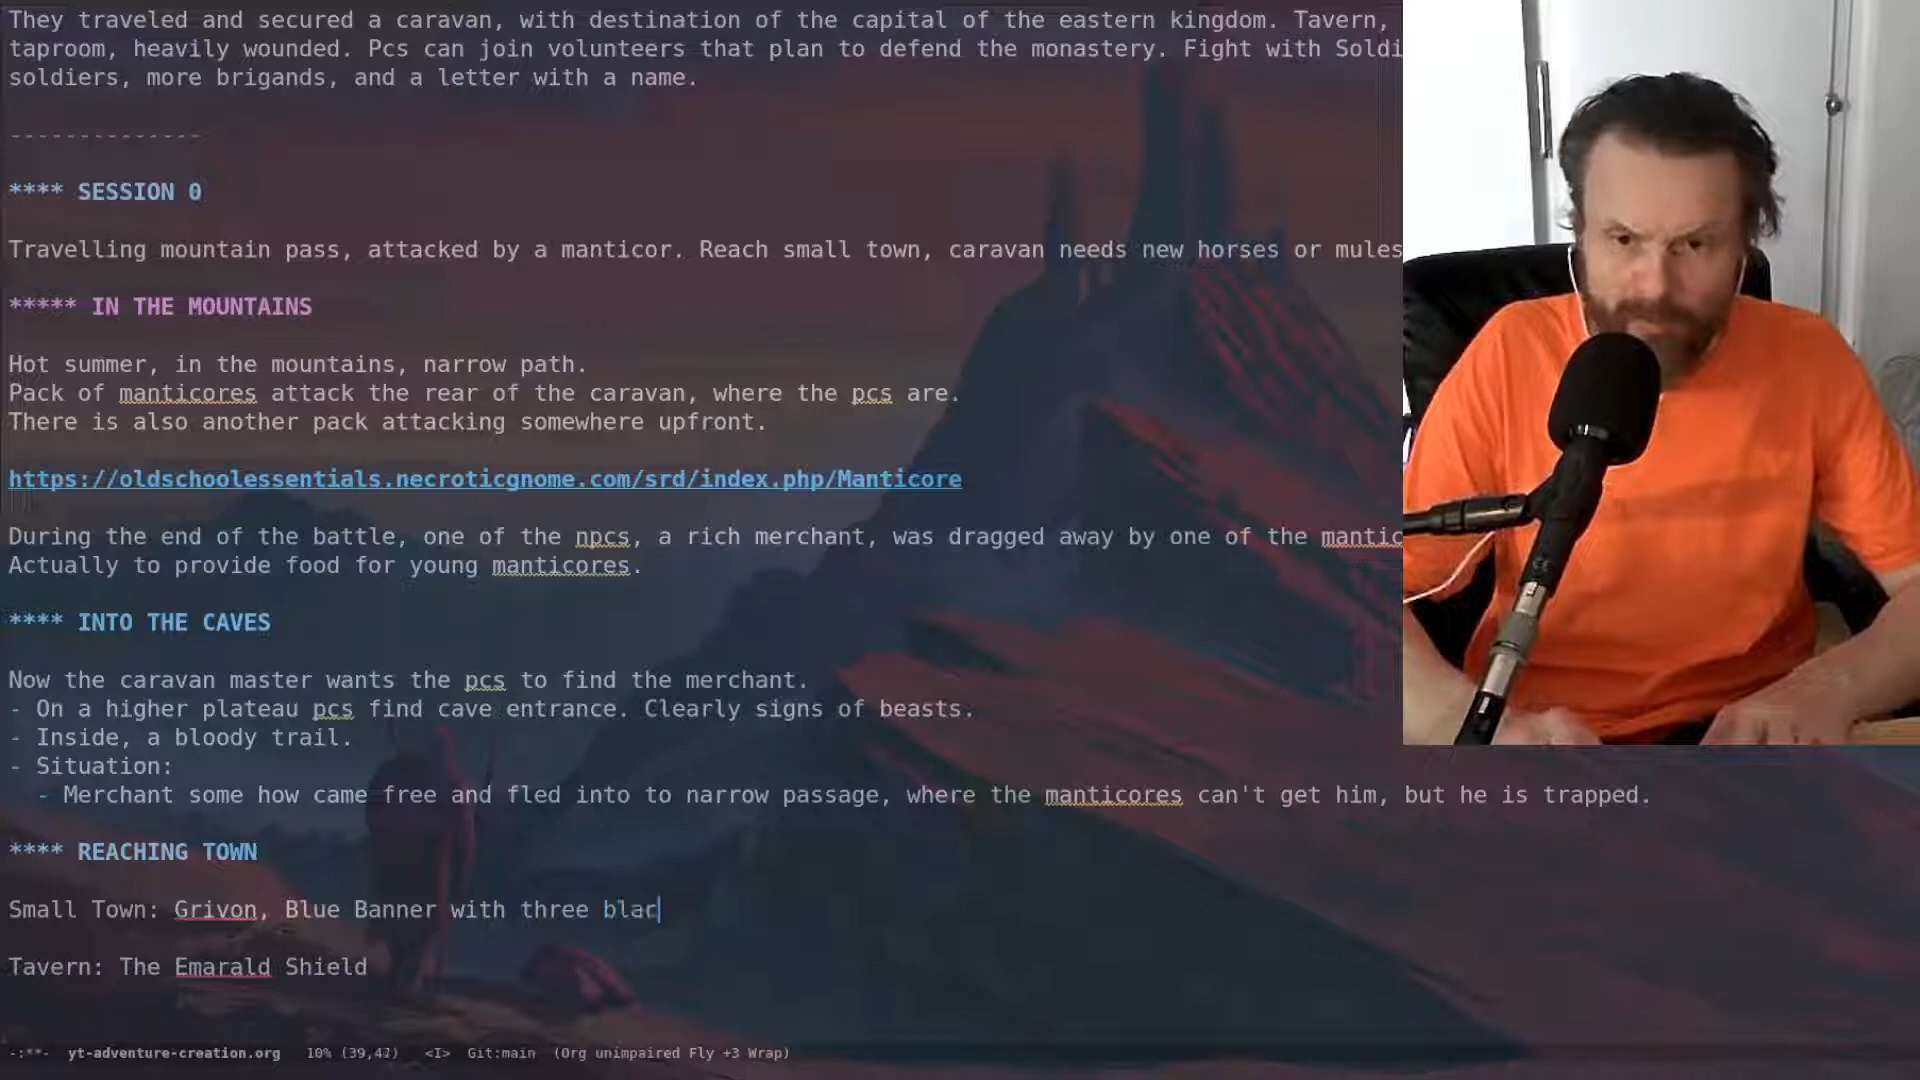 They traveled and secured a caravan, with destination of the capital of the eastern kingdom. Tavern,
taproom, heavily wounded. Pcs can join volunteers that plan to defend the monastery. Fight with Soldi
soldiers, more brigands, and a letter with a name.
--------------
**** SESSION 0
Travelling mountain pass, attacked by a manticor. Reach small town, caravan needs new horses or mules
***** IN THE MOUNTAINS
Hot summer, in the mountains, narrow path.
Pack of manticores attack the rear of the caravan, where the pcs are.
There is also another pack attacking somewhere upfront.
https://oldschoolessentials.necroticgnome.com/srd/index.php/Manticore
During the end of the battle, one of the npcs, a rich merchant, was dragged away by one of the mantic
Actually to provide food for young manticores.
**** INTO THE CAVES
Now the caravan master wants the pcs to find the merchant.
- On a higher plateau pcs find cave entrance. Clearly signs of beasts.
- Inside, a bloody trail.
- Situation:
- Merchant some how came free and fled into to narrow passage, where the manticores can't get him, but he is trapped.
**** REACHING TOWN
Small Town: Grivon, Blue Banner with three blac
Tavern: The Emarald Shield
-:**- yt-adventure-creation.org 10% (39,47) <I> Git:main (Org unimpaired Fly +3 Wrap)